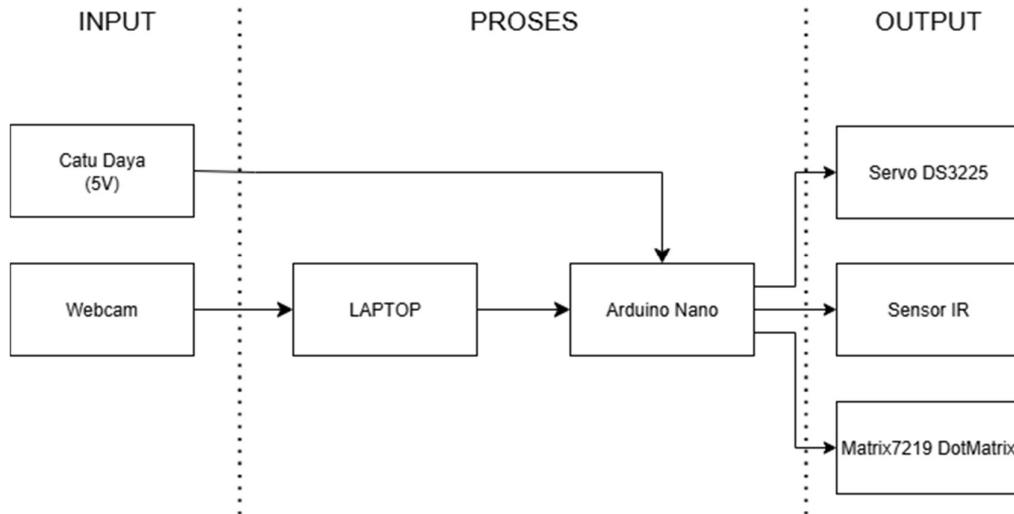 INPUT
PROSES
OUTPUT
Catu Daya
(5V)
Servo DS3225
Webcam
LAPTOP
Arduino Nano
Sensor IR
Matrix7219 DotMatrix